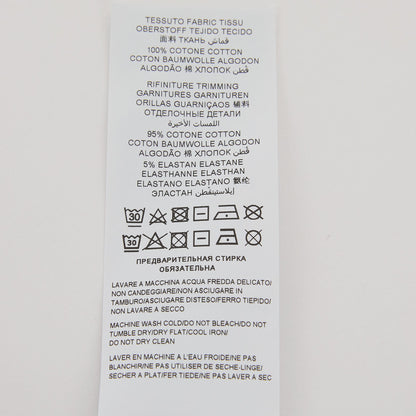 TESSUTO FABRIC TISSU
OBERSTOFF TEJIDO TECIDO
面料 ТКАНЬ قماش
100% COTONE COTTON
COTON BAUMWOLLE ALGODON
ALGODÃO 棉 ХЛОПОК قطن
RIFINITURE TRIMMING
GARNITURES GARNITUREN
ORILLAS GUARNIÇAOS 辅料
ОТДЕЛОЧНЫЕ ДЕТАЛИ
اللمسات الأخيرة
95% COTONE COTTON
COTON BAUMWOLLE ALGODON
ALGODÃO 棉 ХЛОПОК قطن
5% ELASTAN ELASTANE
ELASTHANNE ELASTHAN
ELASTANO ELASTANO 氨纶
ЭЛАСТАН إيلاستينقطن
30
30
ПРЕДВАРИТЕЛЬНАЯ СТИРКА
ОБЯЗАТЕЛЬНА
LAVARE A MACCHINA ACQUA FREDDA DELICATO/
NON CANDEGGIARE/NON ASCIUGARE IN
TAMBURO/ASCIUGARE DISTESO/FERRO TIEPIDO/
NON LAVARE A SECCO
MACHINE WASH COLD/DO NOT BLEACH/DO NOT
TUMBLE DRY/DRY FLAT/COOL IRON/
DO NOT DRY CLEAN
LAVER EN MACHINE A L'EAU FROIDE/NE PAS
BLANCHIR/NE PAS UTILISER DE SECHE-LINGE/
SECHER A PLAT/FER TIEDE/NE PAS LAVER A SEC